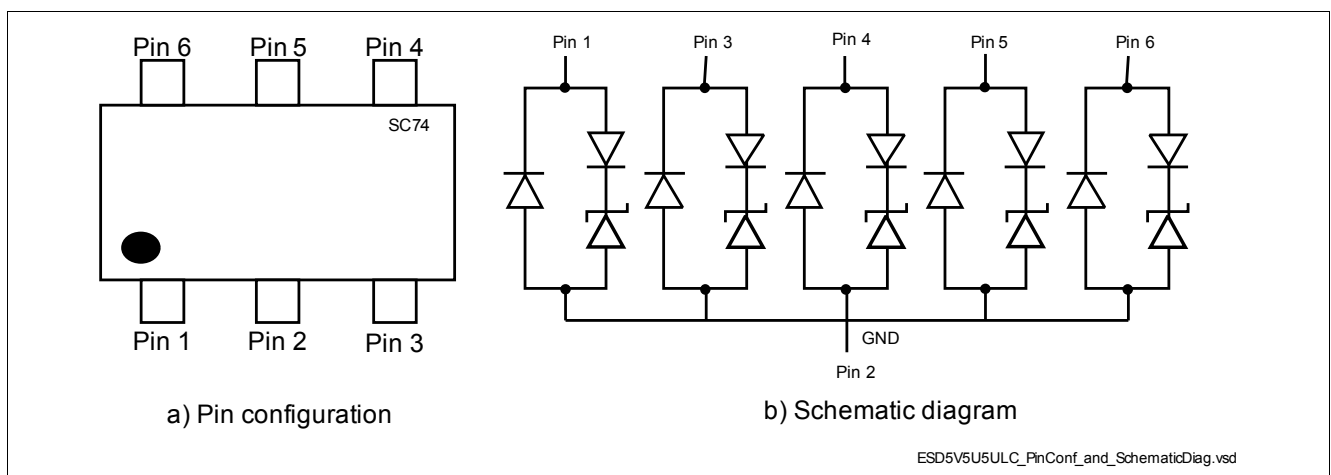 Pin 6 Pin 5 Pin 4
SC74
Pin 1 Pin 2 Pin 3
a) Pin configuration
Pin 1 Pin 3 Pin 4 Pin 5 Pin 6
GND
Pin 2
b) Schematic diagram
ESD5V5U5ULC_PinConf_and_SchematicDiag.vsd